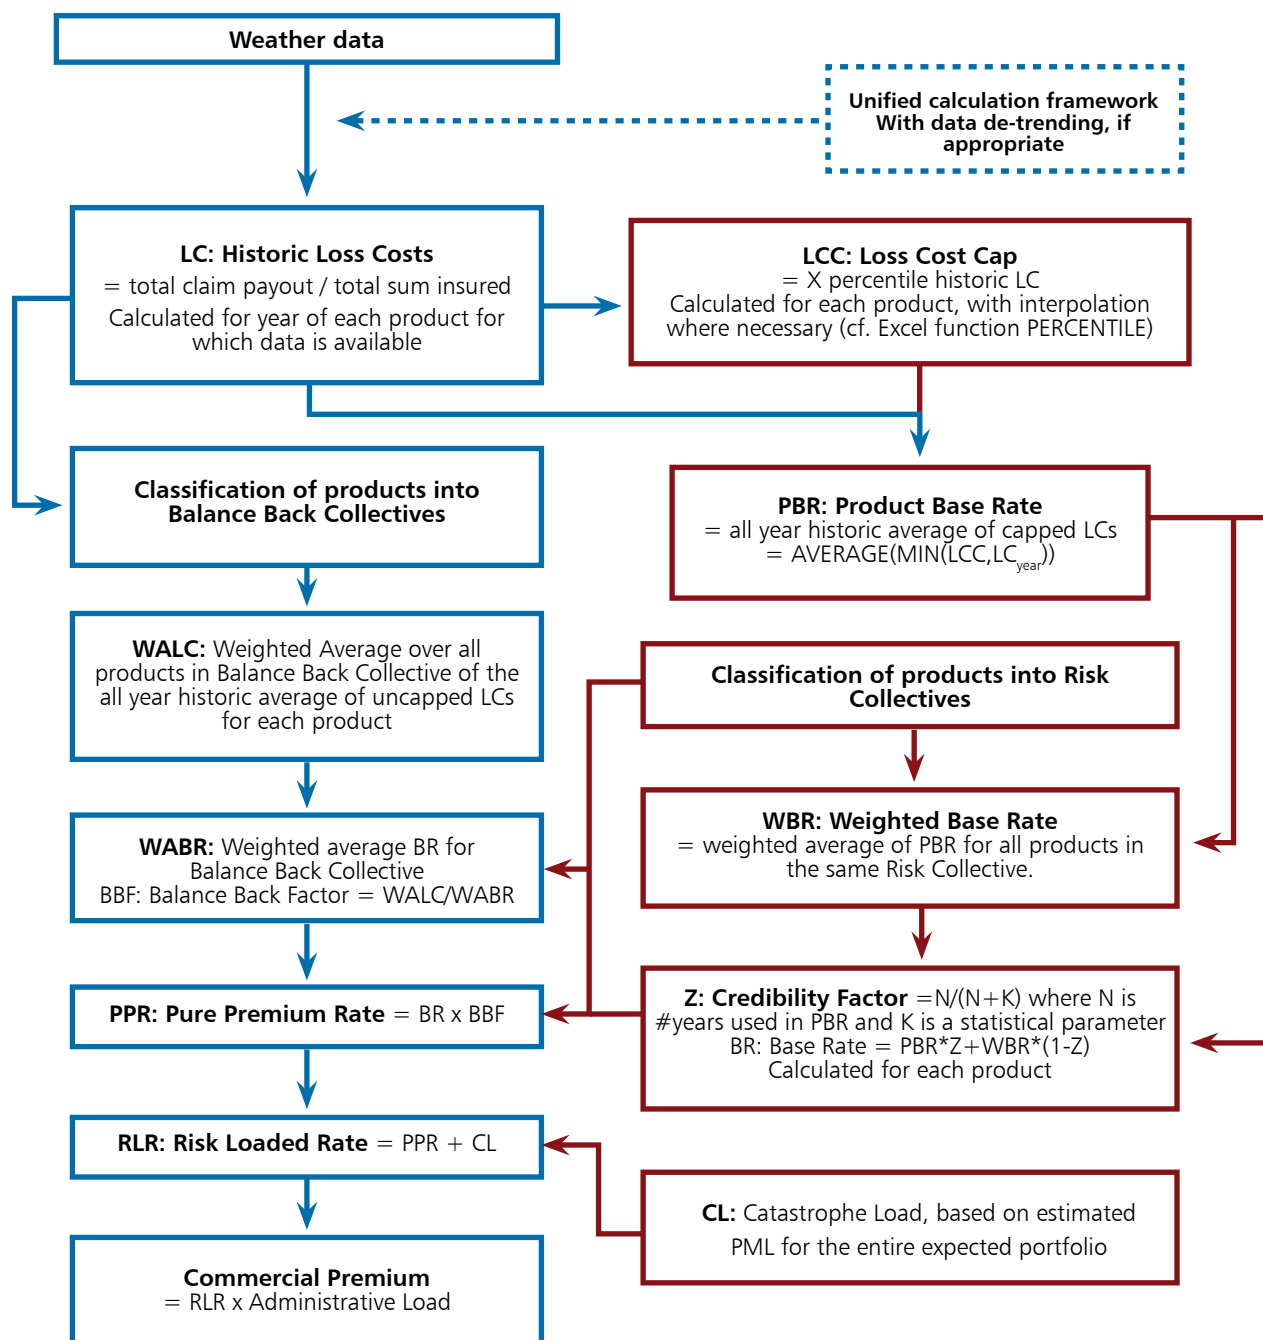 Weather data
Unified calculation framework
With data de-trending, if
appropriate
LC: Historic Loss Costs
= total claim payout / total sum insured
Calculated for year of each product for
which data is available
LCC: Loss Cost Cap
= X percentile historic LC
Calculated for each product, with interpolation
where necessary (cf. Excel function PERCENTILE)
Classification of products into
Balance Back Collectives
PBR: Product Base Rate
= all year historic average of capped LCs
= AVERAGE(MIN(LCC,LCyear))
WALC: Weighted Average over all
products in Balance Back Collective of the
all year historic average of uncapped LCs
for each product
Classification of products into Risk
Collectives
WABR: Weighted average BR for
Balance Back Collective
BBF: Balance Back Factor = WALC/WABR
WBR: Weighted Base Rate
= weighted average of PBR for all products in
the same Risk Collective.
PPR: Pure Premium Rate = BR x BBF
Z: Credibility Factor =N/(N+K) where N is
#years used in PBR and K is a statistical parameter
BR: Base Rate = PBR*Z+WBR*(1-Z)
Calculated for each product
RLR: Risk Loaded Rate = PPR + CL
CL: Catastrophe Load, based on estimated
PML for the entire expected portfolio
Commercial Premium
= RLR x Administrative Load